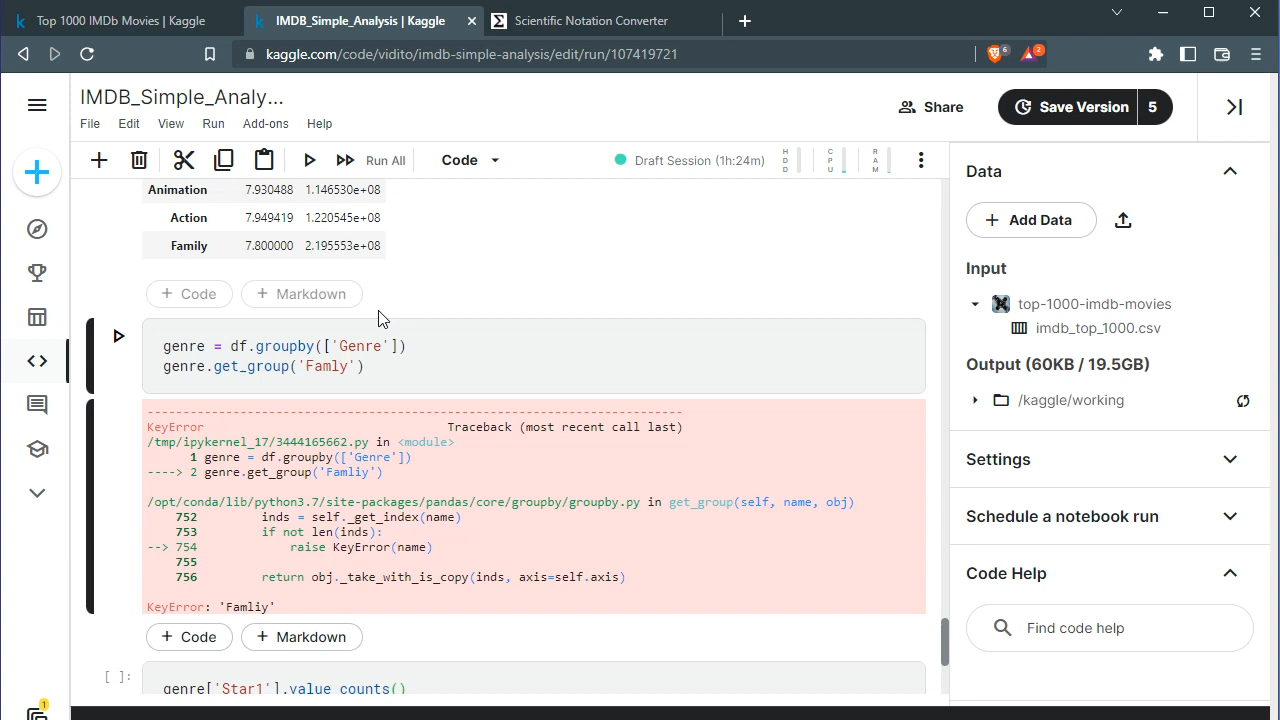 Top 1000 IMDb Movies | Kaggle
IMDB_Simple_Analysis | Kaggle
Scientific Notation Converter
kaggle.com/code/vidito/imdb-simple-analysis/edit/run/107419721
6
2
IMDB_Simple_Analy...
File Edit View Run Add-ons Help
Share
Save Version 5
Run All
Code
Draft Session (1h:24m)
HDD
CPU
RAM
Animation 7.930488 1.146530e+08
Action 7.949419 1.220545e+08
Family 7.800000 2.195553e+08
+ Code + Markdown
genre = df.groupby(['Genre'])
genre.get_group('Famly')
---------------------------------------------------------------------------
KeyError Traceback (most recent call last)
/tmp/ipykernel_17/3444165662.py in <module>
1 genre = df.groupby(['Genre'])
----> 2 genre.get_group('Famliy')
/opt/conda/lib/python3.7/site-packages/pandas/core/groupby/groupby.py in get_group(self, name, obj)
752 inds = self._get_index(name)
753 if not len(inds):
--> 754 raise KeyError(name)
755
756 return obj._take_with_is_copy(inds, axis=self.axis)
KeyError: 'Famliy'
+ Code + Markdown
[ ]:
genre['Star1'].value_counts()
Data
+ Add Data
Input
top-1000-imdb-movies
imdb_top_1000.csv
Output (60KB / 19.5GB)
/kaggle/working
Settings
Schedule a notebook run
Code Help
Find code help
1